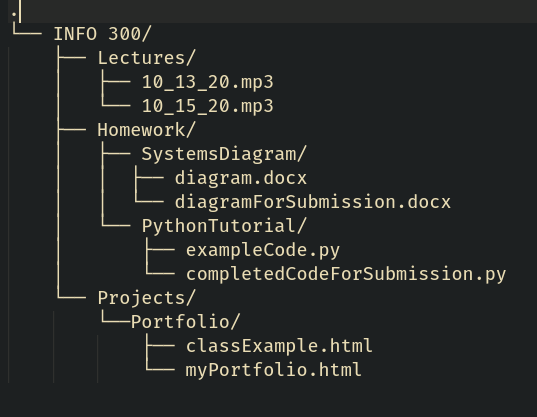 .
└── INFO 300/
    ├── Lectures/
    │   ├── 10_13_20.mp3
    │   └── 10_15_20.mp3
    ├── Homework/
    │   ├── SystemsDiagram/
    │   │  ├── diagram.docx
    │   │  └── diagramForSubmission.docx
    │   └── PythonTutorial/
    │       ├── exampleCode.py
    │       └── completedCodeForSubmission.py
    └── Projects/
        └──Portfolio/
            ├── classExample.html
            └── myPortfolio.html